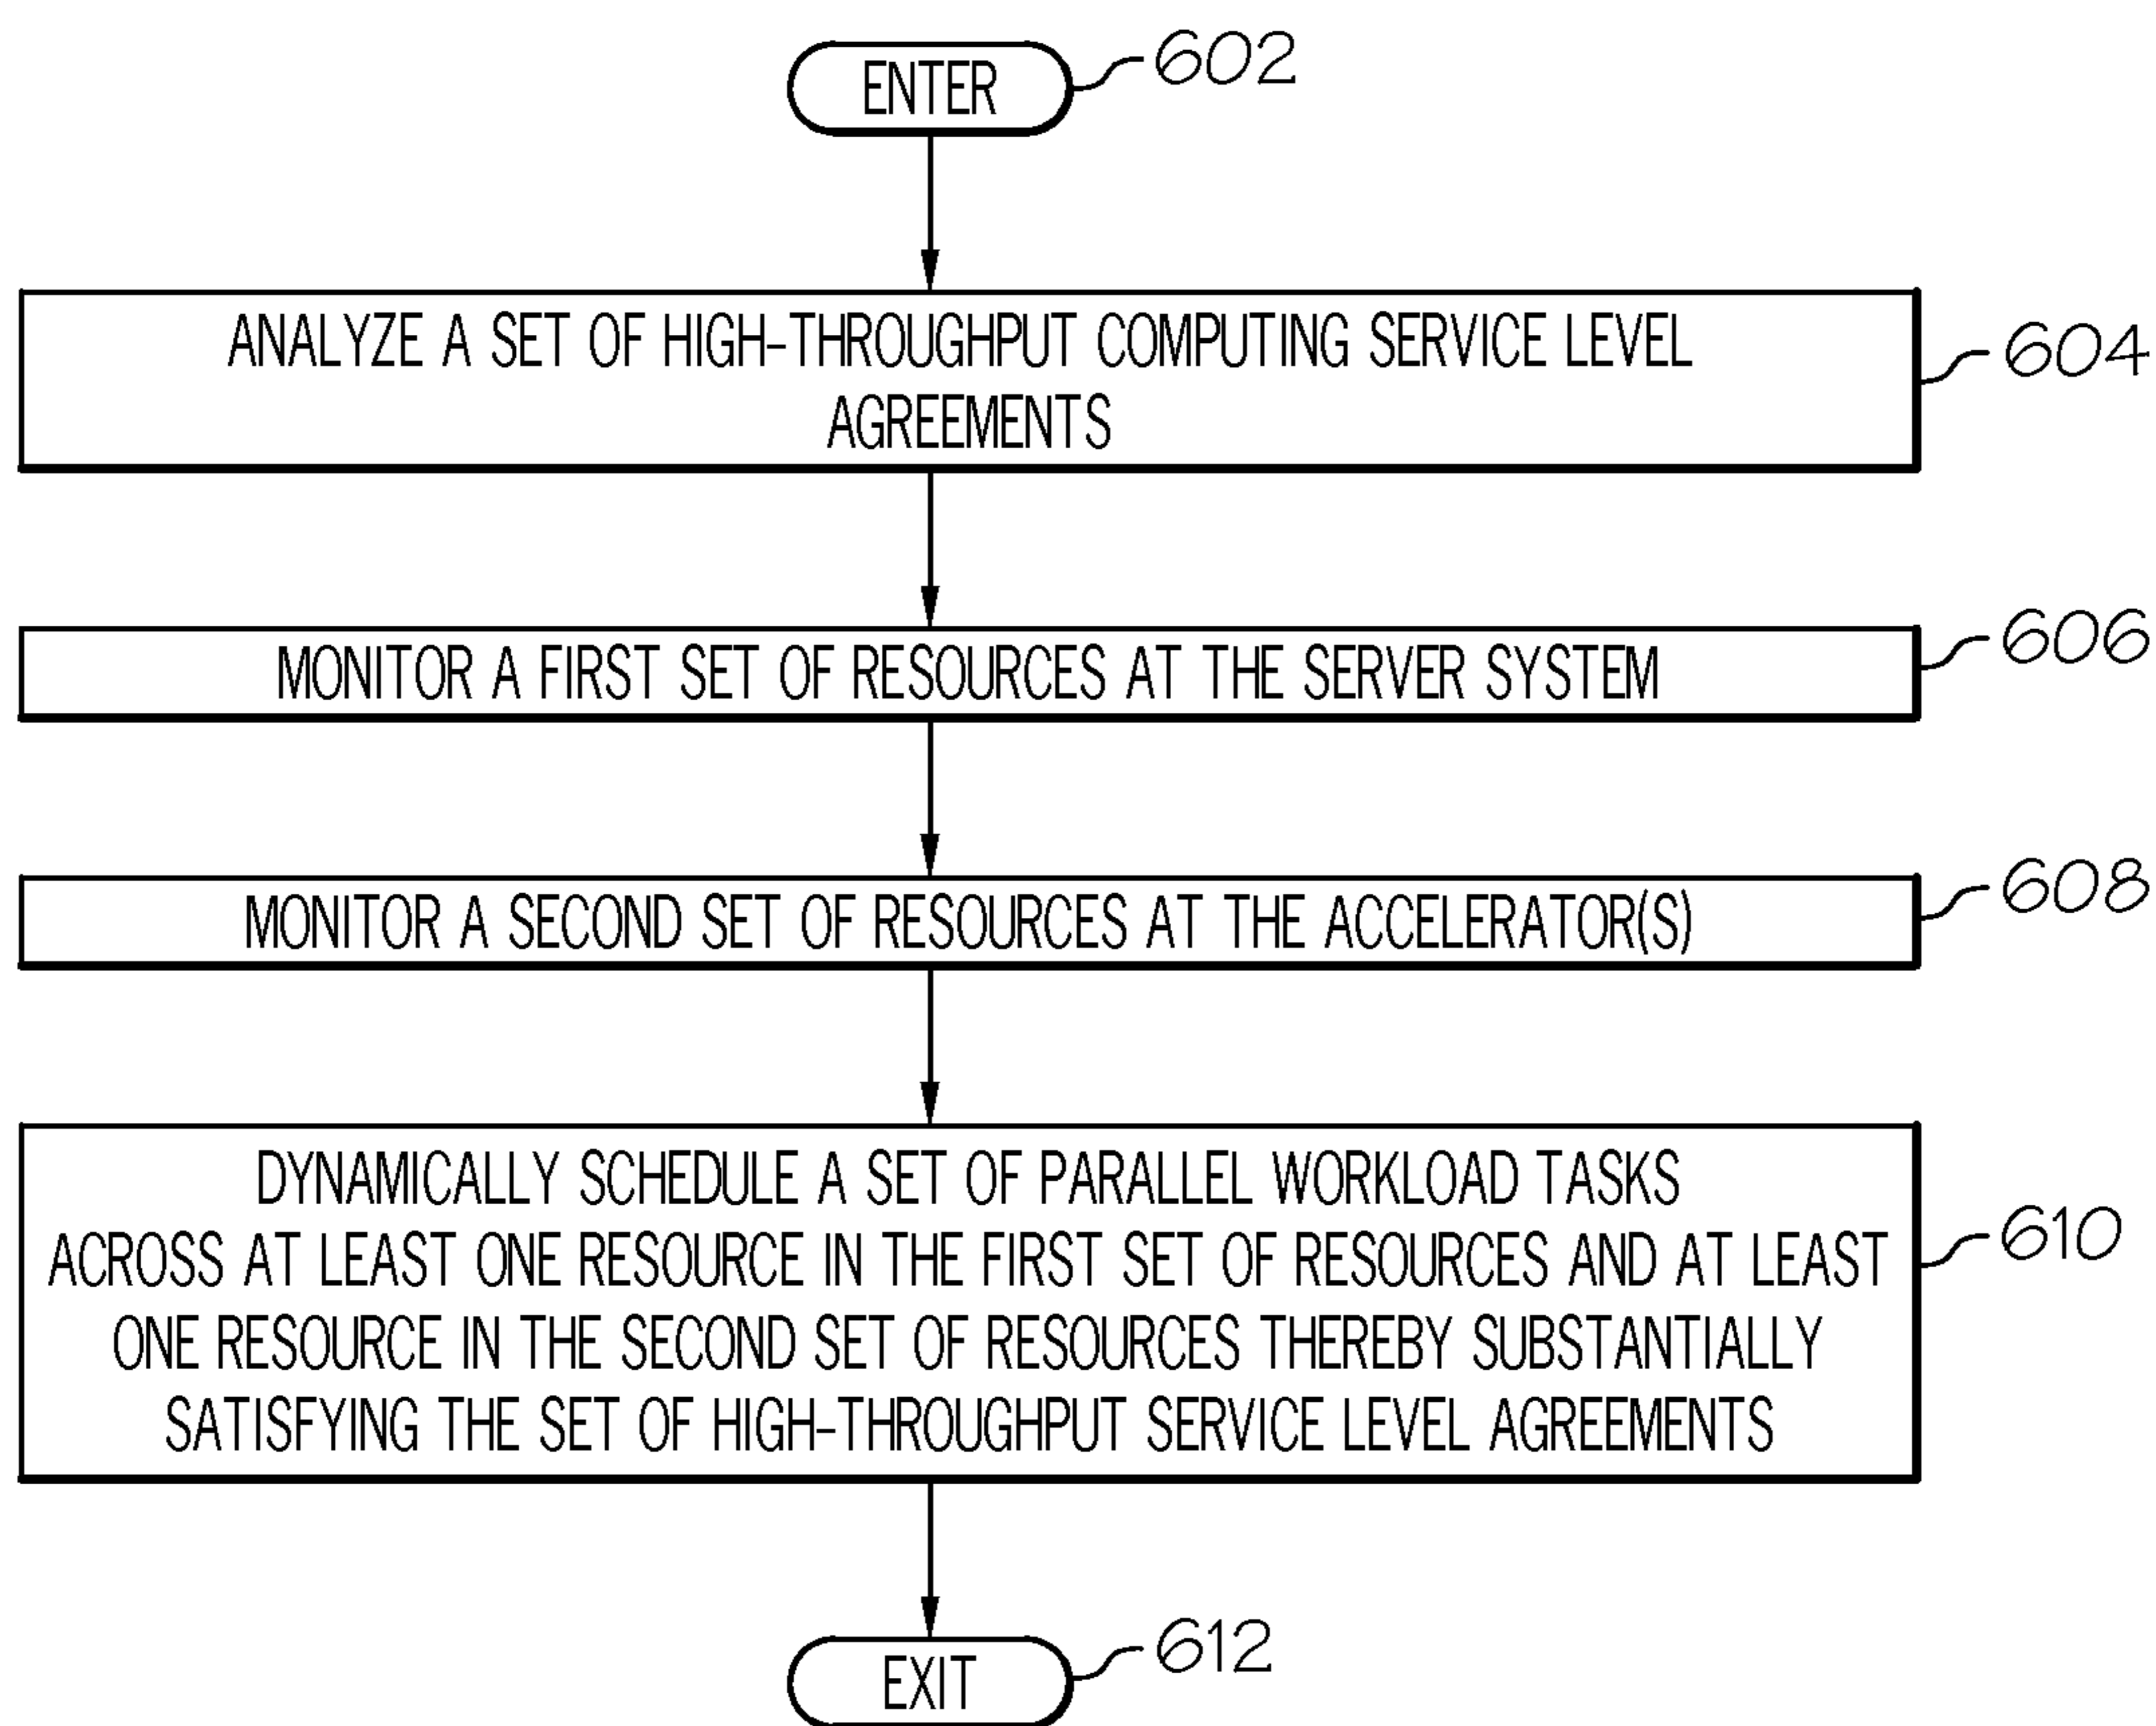 ENTER
602
ANALYZE A SET OF HIGH-THROUGHPUT COMPUTING SERVICE LEVEL
AGREEMENTS
604
MONITOR A FIRST SET OF RESOURCES AT THE SERVER SYSTEM
606
MONITOR A SECOND SET OF RESOURCES AT THE ACCELERATOR(S)
608
DYNAMICALLY SCHEDULE A SET OF PARALLEL WORKLOAD TASKS
ACROSS AT LEAST ONE RESOURCE IN THE FIRST SET OF RESOURCES AND AT LEAST
ONE RESOURCE IN THE SECOND SET OF RESOURCES THEREBY SUBSTANTIALLY
SATISFYING THE SET OF HIGH-THROUGHPUT SERVICE LEVEL AGREEMENTS
610
EXIT
612